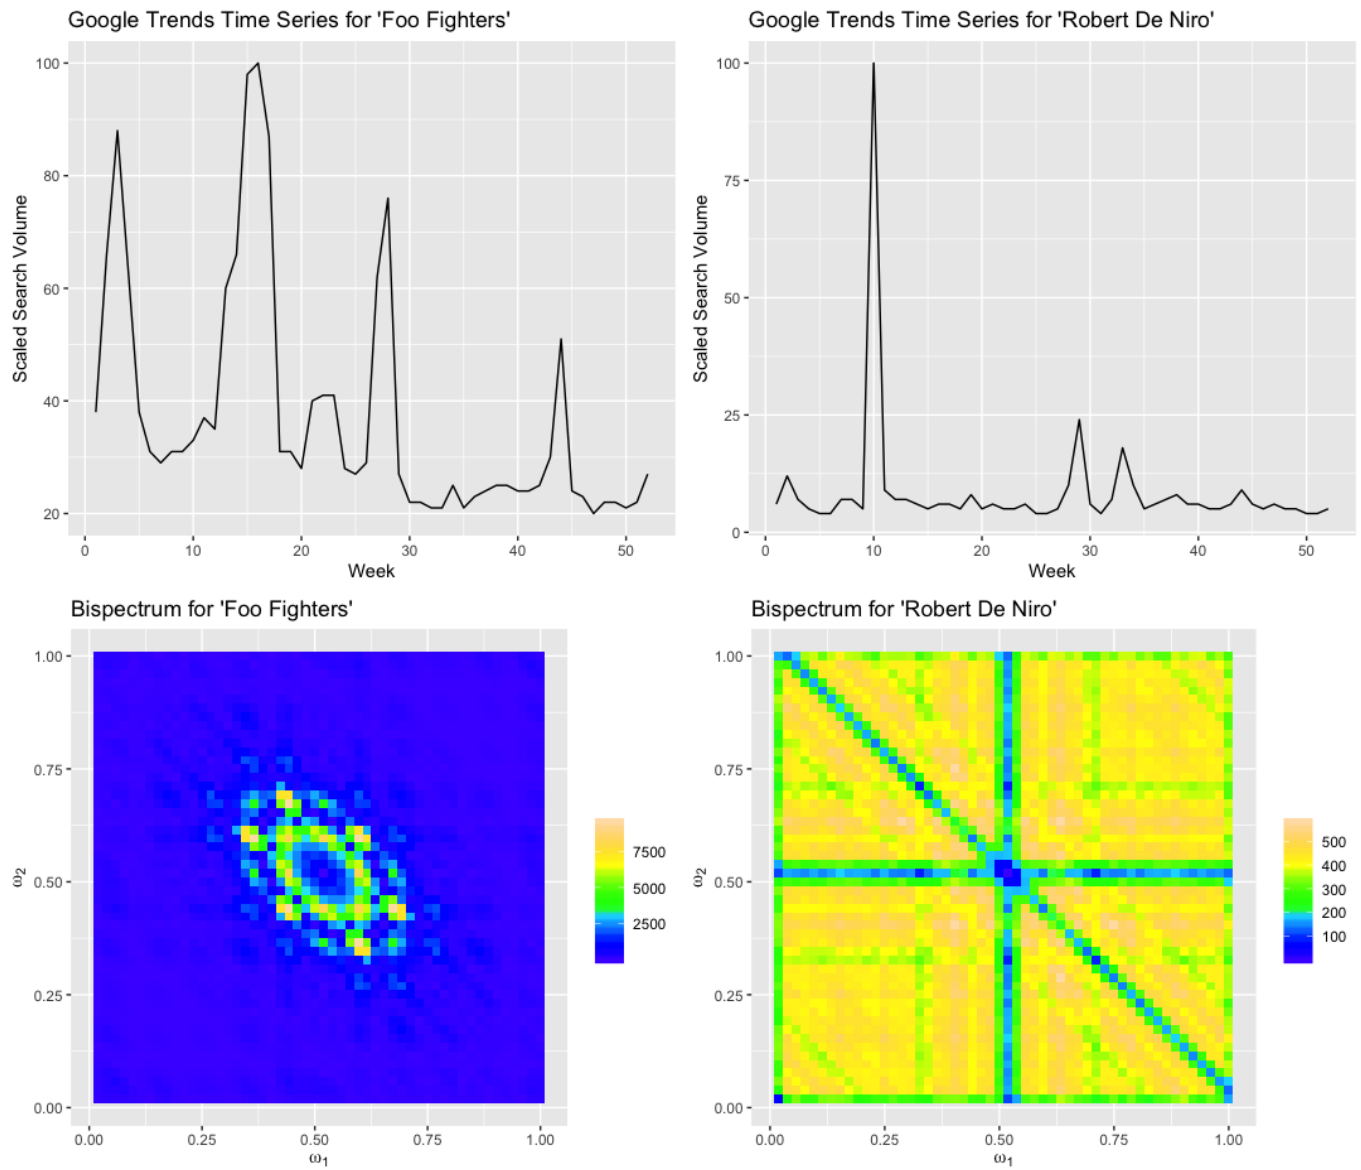 Google Trends Time Series for 'Foo Fighters'
Scaled Search Volume
100
80
60
40
20
0 10 20 30 40 50
Week
Google Trends Time Series for 'Robert De Niro'
Scaled Search Volume
100
75
50
25
0
0 10 20 30 40 50
Week
Bispectrum for 'Foo Fighters'
ω2
1.00
0.75
0.50
0.25
0.00
0.00 0.25 0.50 0.75 1.00
ω1
7500
5000
2500
Bispectrum for 'Robert De Niro'
ω2
1.00
0.75
0.50
0.25
0.00
0.00 0.25 0.50 0.75 1.00
ω1
500
400
300
200
100